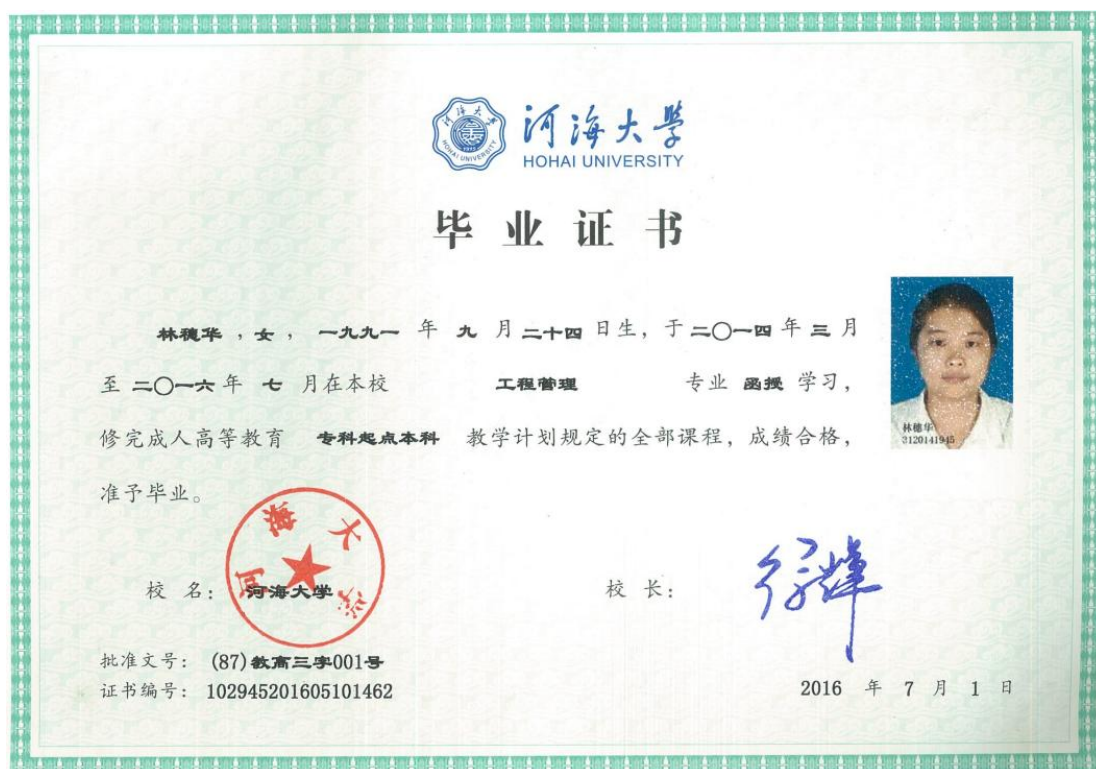 河海大学
HOHAI UNIVERSITY
毕业证书
林穗华，女，一九九一年九月二十四日生，于二〇一四年三月
至二〇一六年七月在本校 工程管理 专业 函授 学习，
修完成人高等教育 专科起点本科 教学计划规定的全部课程，成绩合格，
准予毕业。
林穗华
3120141945
河海大学
校名：河海大学
校长：
批准文号：(87)教高三字001号
证书编号：102945201605101462
2016 年 7 月 1 日